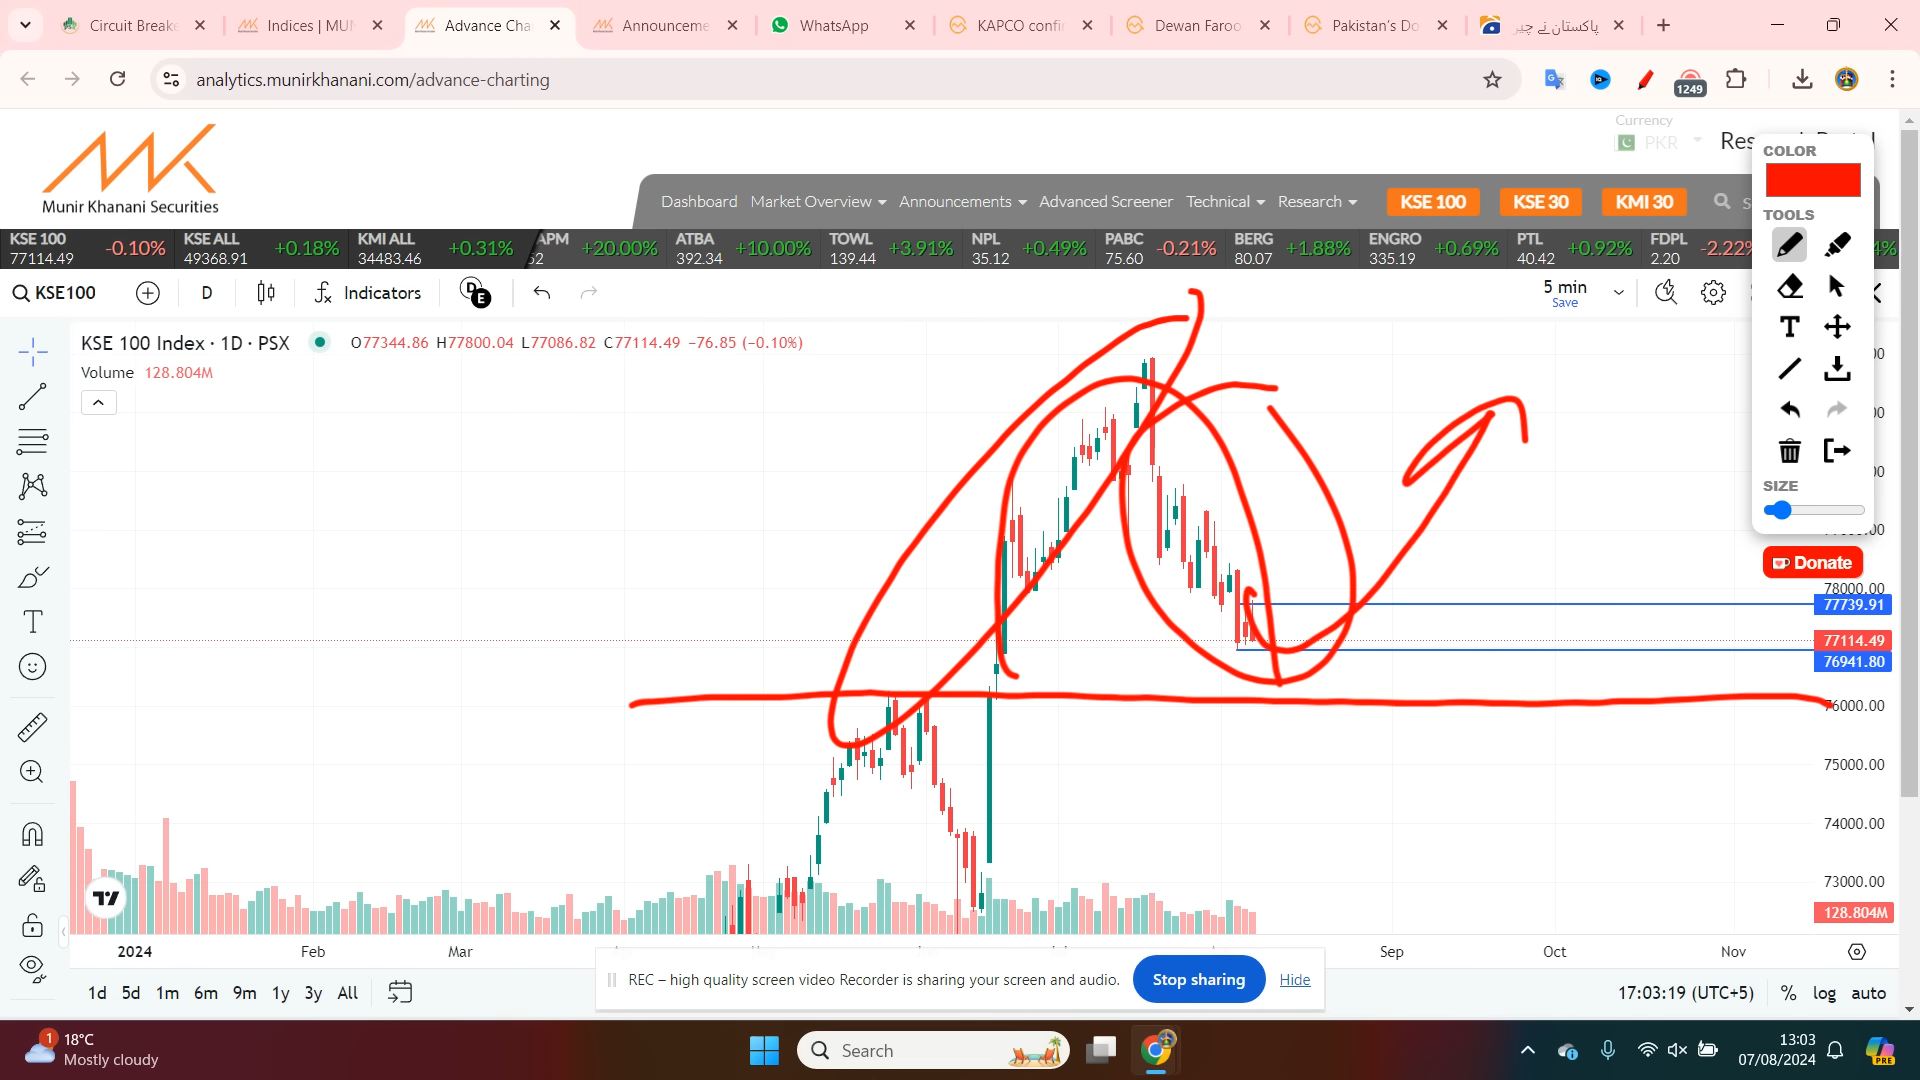 Circuit Breake
Indices | MUN
Advance Cha
Announceme
WhatsApp
KAPCO confi
Dewan Faroo
Pakistan's Do
پاکستان نے چیر
analytics.munirkhanani.com/advance-charting
1249
Munir Khanani Securities
Currency
PKR
Dashboard Market Overview Announcements Advanced Screener Technical Research KSE 100 KSE 30 KMI 30
KSE 100 77114.49 -0.10%
KSE ALL 49368.91 +0.18%
KMI ALL 34483.46 +0.31%
APM 52 +20.00%
ATBA 392.34 +10.00%
TOWL 139.44 +3.91%
NPL 35.12 +0.49%
PABC 75.60 -0.21%
BERG 80.07 +1.88%
ENGRO 335.19 +0.69%
PTL 40.42 +0.92%
FDPL 2.20 -2.22%
4%
KSE100 D Indicators D E
5 min
Save
KSE 100 Index · 1D · PSX O77344.86 H77800.04 L77086.82 C77114.49 -76.85 (-0.10%)
Volume 128.804M
COLOR
TOOLS
T
SIZE
Donate
78000.00
77739.91
77114.49
76941.80
76000.00
75000.00
74000.00
73000.00
128.804M
2024 Feb Mar Sep Oct Nov
REC – high quality screen video Recorder is sharing your screen and audio. Stop sharing Hide
1d 5d 1m 6m 9m 1y 3y All
17:03:19 (UTC+5) % log auto
1
18°C
Mostly cloudy
Search
13:03
07/08/2024
PRE